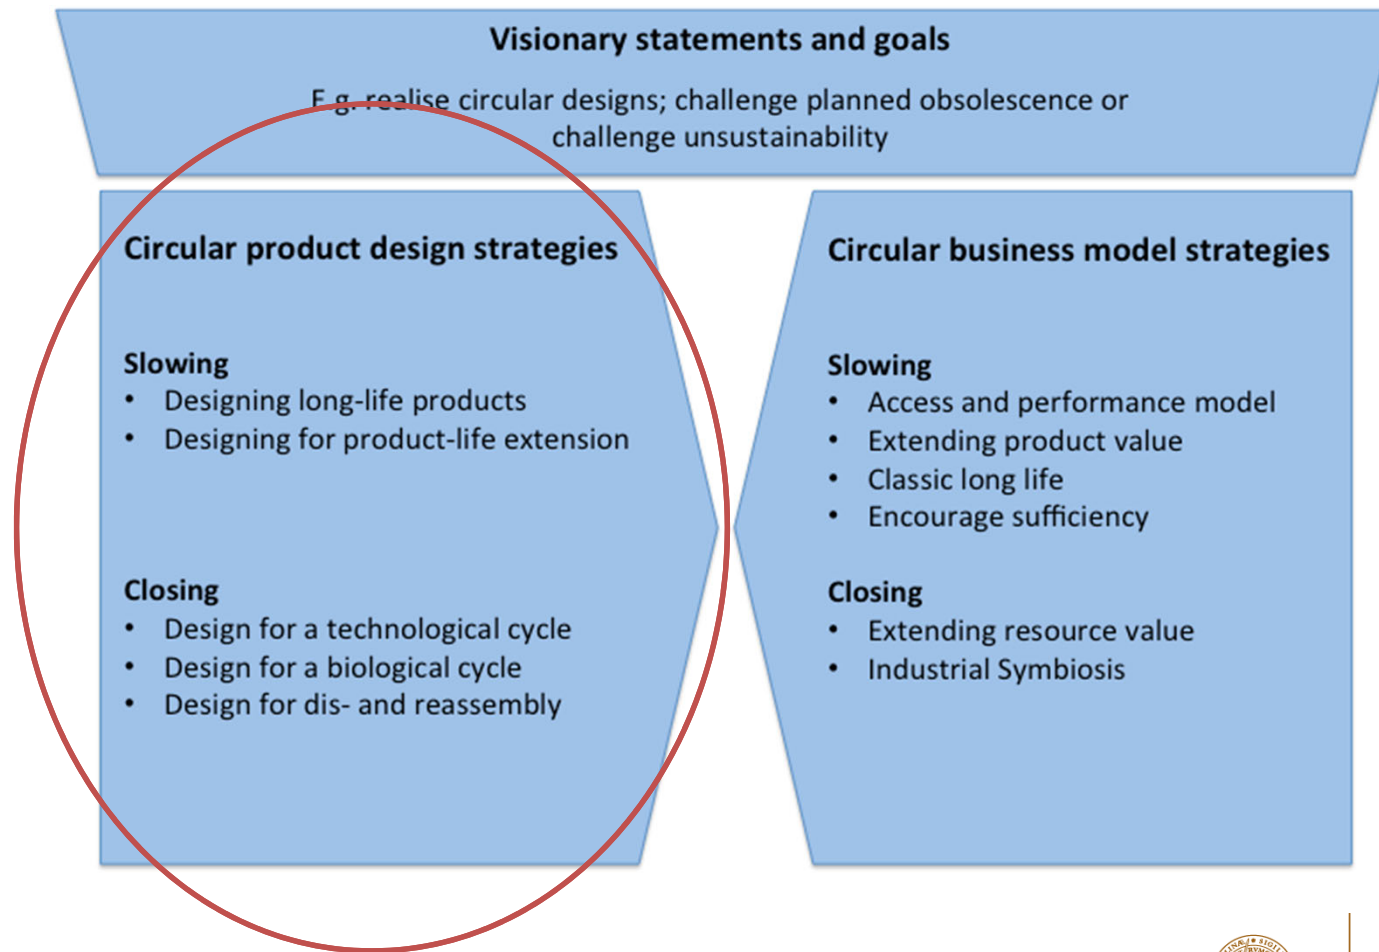 Visionary statements and goals
E.g. realise circular designs; challenge planned obsolescence or
challenge unsustainability
Circular product design strategies
Slowing
• Designing long-life products
• Designing for product-life extension
Closing
• Design for a technological cycle
• Design for a biological cycle
• Design for dis- and reassembly
Circular business model strategies
Slowing
• Access and performance model
• Extending product value
• Classic long life
• Encourage sufficiency
Closing
• Extending resource value
• Industrial Symbiosis